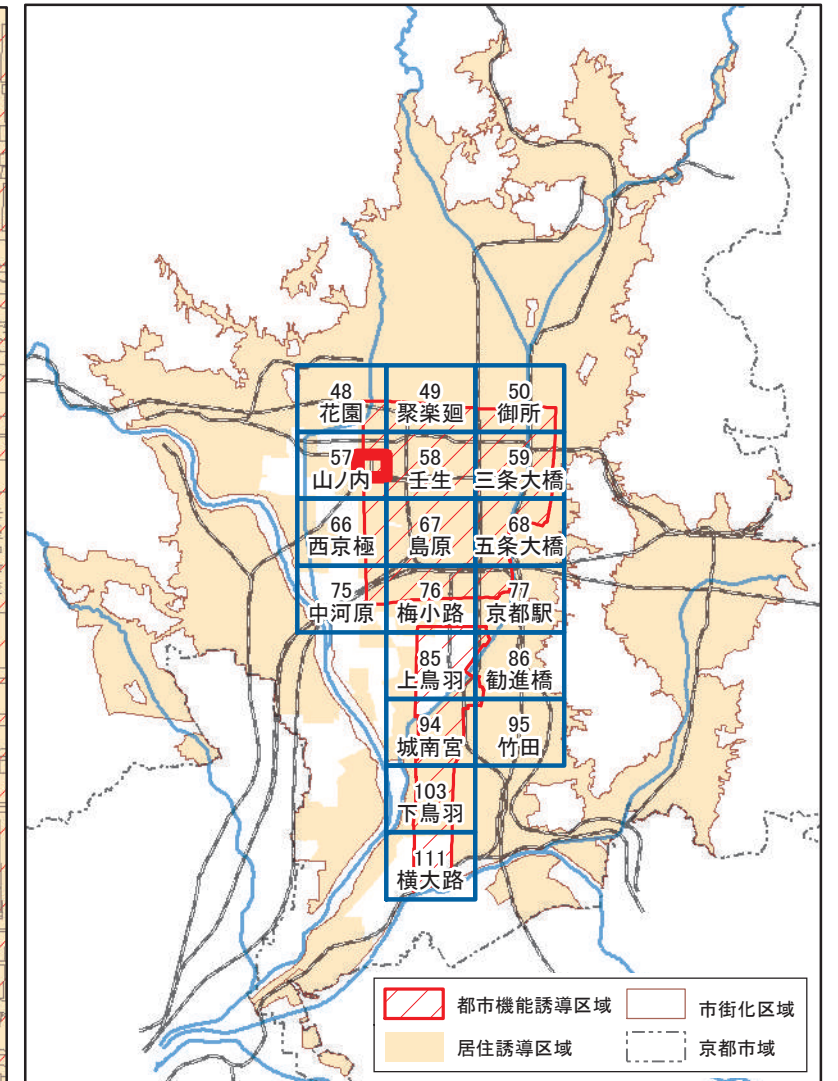 48
花園
49
聚楽廻
50
御所
57
山ノ内
58
壬生
59
三条大橋
66
西京極
67
島原
68
五条大橋
75
中河原
76
梅小路
77
京都駅
85
上鳥羽
86
勧進橋
94
城南宮
95
竹田
103
下鳥羽
111
横大路
都市機能誘導区域
市街化区域
居住誘導区域
京都市域